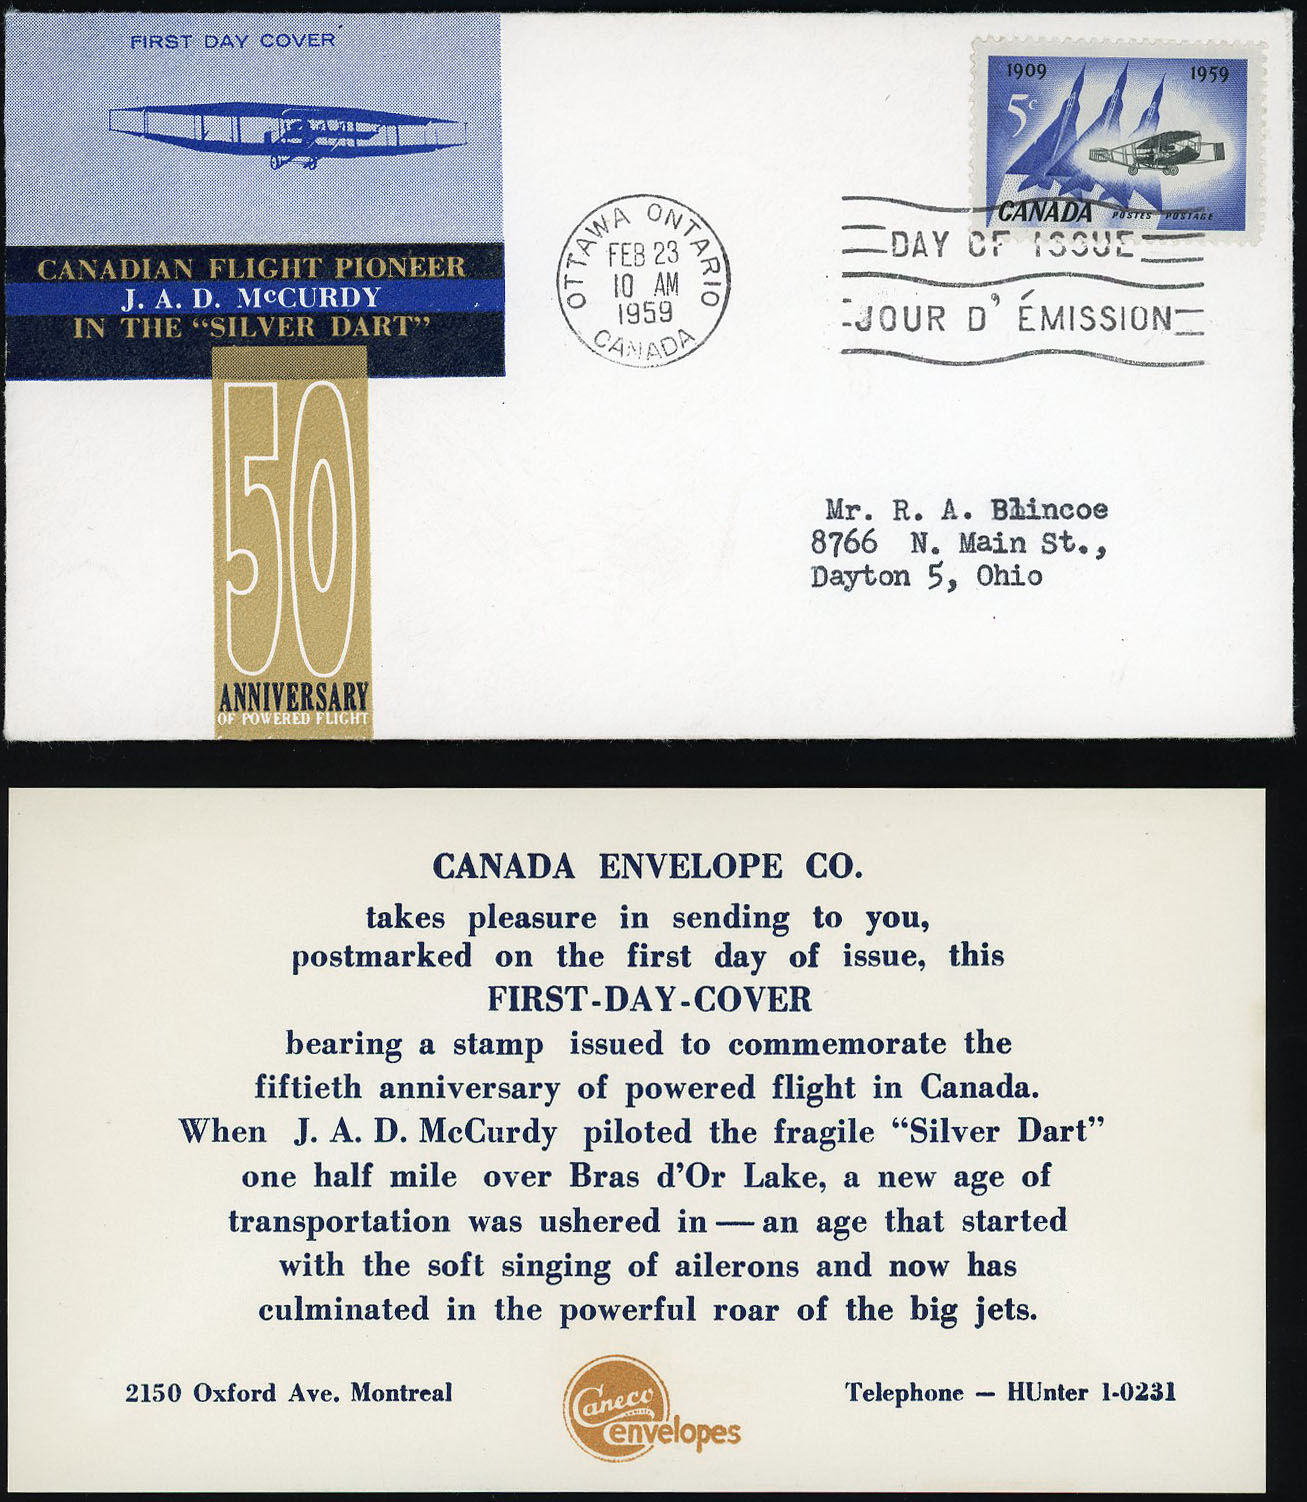 FIRST DAY COVER
CANADIAN FLIGHT PIONEER
J. A. D. McCURDY
IN THE “SILVER DART”
50
ANNIVERSARY
OF POWERED FLIGHT
OTTAWA ONTARIO
FEB 23
10 AM
1959
CANADA
1909 1959
5c
CANADA POSTES POSTAGE
DAY OF ISSUE
JOUR D' ÉMISSION
Mr. R. A. Blincoe
8766 N. Main St.,
Dayton 5, Ohio
CANADA ENVELOPE CO.
takes pleasure in sending to you,
postmarked on the first day of issue, this
FIRST-DAY-COVER
bearing a stamp issued to commemorate the
fiftieth anniversary of powered flight in Canada.
When J. A. D. McCurdy piloted the fragile “Silver Dart”
one half mile over Bras d'Or Lake, a new age of
transportation was ushered in — an age that started
with the soft singing of ailerons and now has
culminated in the powerful roar of the big jets.
2150 Oxford Ave. Montreal
Caneco
envelopes
Telephone — HUnter 1-0231